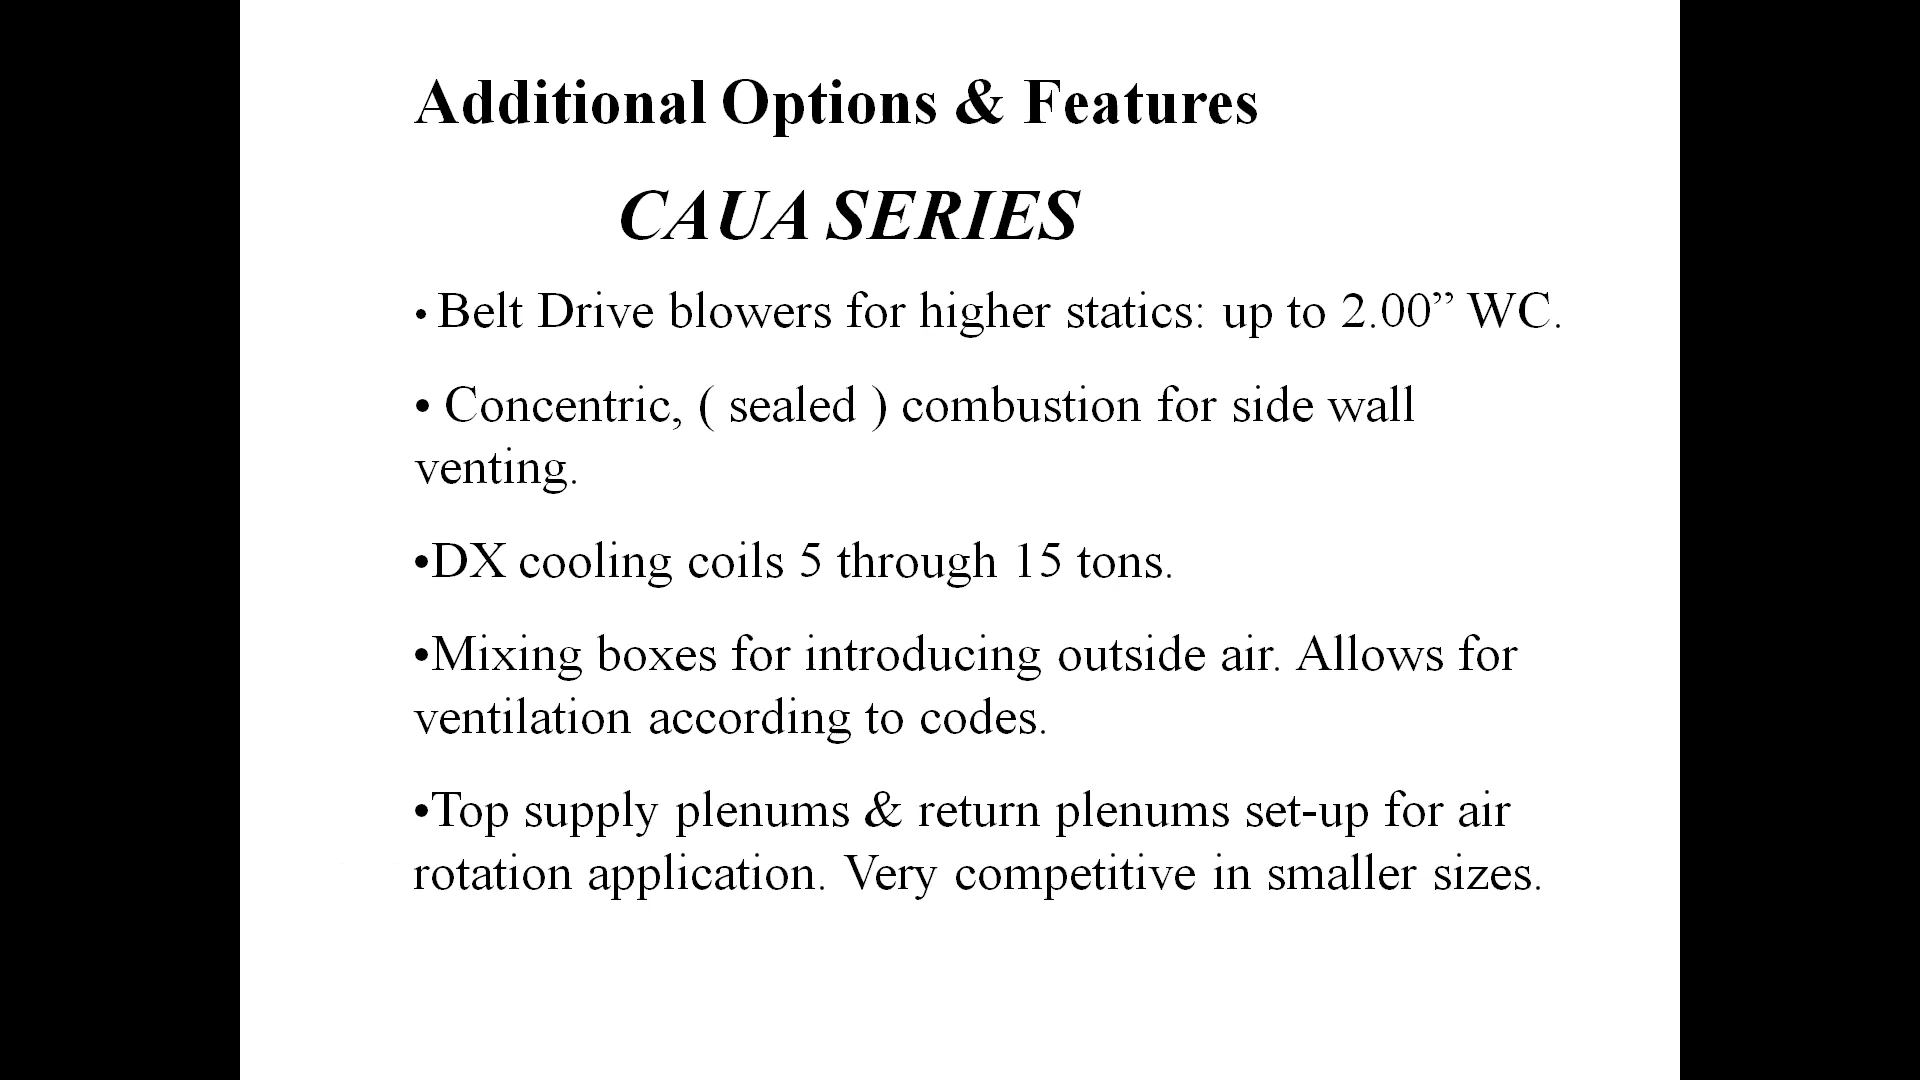 Additional Options & Features
CAUA SERIES
• Belt Drive blowers for higher statics: up to 2.00” WC.
• Concentric, ( sealed ) combustion for side wall
venting.
•DX cooling coils 5 through 15 tons.
•Mixing boxes for introducing outside air. Allows for
ventilation according to codes.
•Top supply plenums & return plenums set-up for air
rotation application. Very competitive in smaller sizes.